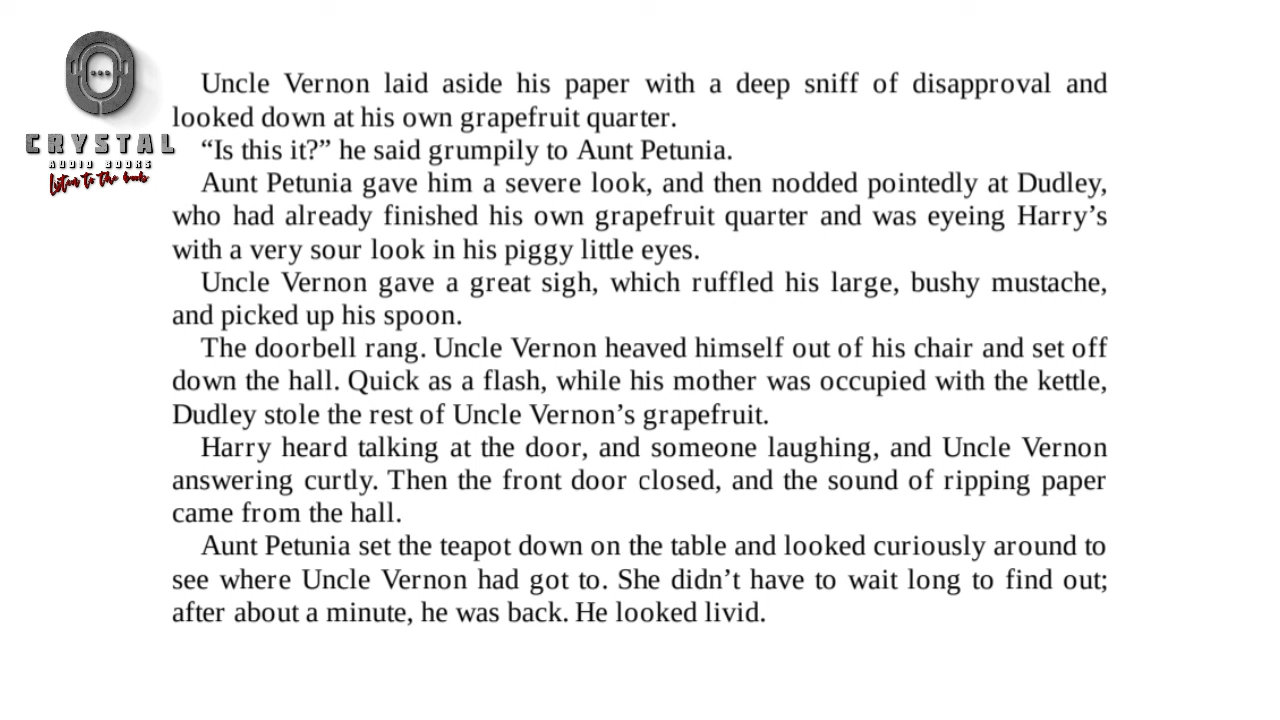 CRYSTAL
AUDIO BOOKS
Listen to the book
Uncle Vernon laid aside his paper with a deep sniff of disapproval and
looked down at his own grapefruit quarter.
“Is this it?” he said grumpily to Aunt Petunia.
Aunt Petunia gave him a severe look, and then nodded pointedly at Dudley,
who had already finished his own grapefruit quarter and was eyeing Harry’s
with a very sour look in his piggy little eyes.
Uncle Vernon gave a great sigh, which ruffled his large, bushy mustache,
and picked up his spoon.
The doorbell rang. Uncle Vernon heaved himself out of his chair and set off
down the hall. Quick as a flash, while his mother was occupied with the kettle,
Dudley stole the rest of Uncle Vernon’s grapefruit.
Harry heard talking at the door, and someone laughing, and Uncle Vernon
answering curtly. Then the front door closed, and the sound of ripping paper
came from the hall.
Aunt Petunia set the teapot down on the table and looked curiously around to
see where Uncle Vernon had got to. She didn’t have to wait long to find out;
after about a minute, he was back. He looked livid.